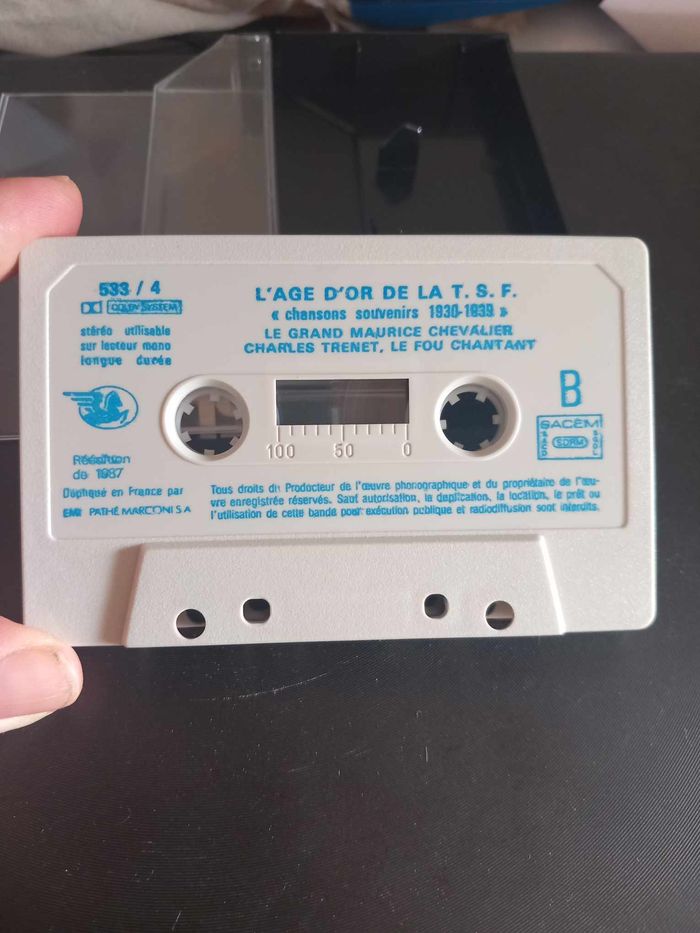 533 / 4
DOLBY SYSTEM
stéréo utilisable
sur lecteur mono
longue durée
L'AGE D'OR DE LA T. S. F.
« chansons souvenirs 1930-1939 »
LE GRAND MAURICE CHEVALIER
CHARLES TRENET, LE FOU CHANTANT
B
100 50 0
SACEM
SACD SDRM SGDL
Réédition
de 1987
Dupliqué en France par
EMI PATHÉ MARCONI S A
Tous droits du Producteur de l'œuvre phonographique et du propriétaire de l'œu-
vre enregistrée réservés. Sauf autorisation, la duplication, la location, le prêt ou
l'utilisation de cette bande pour exécution publique et radiodiffusion sont interdits.